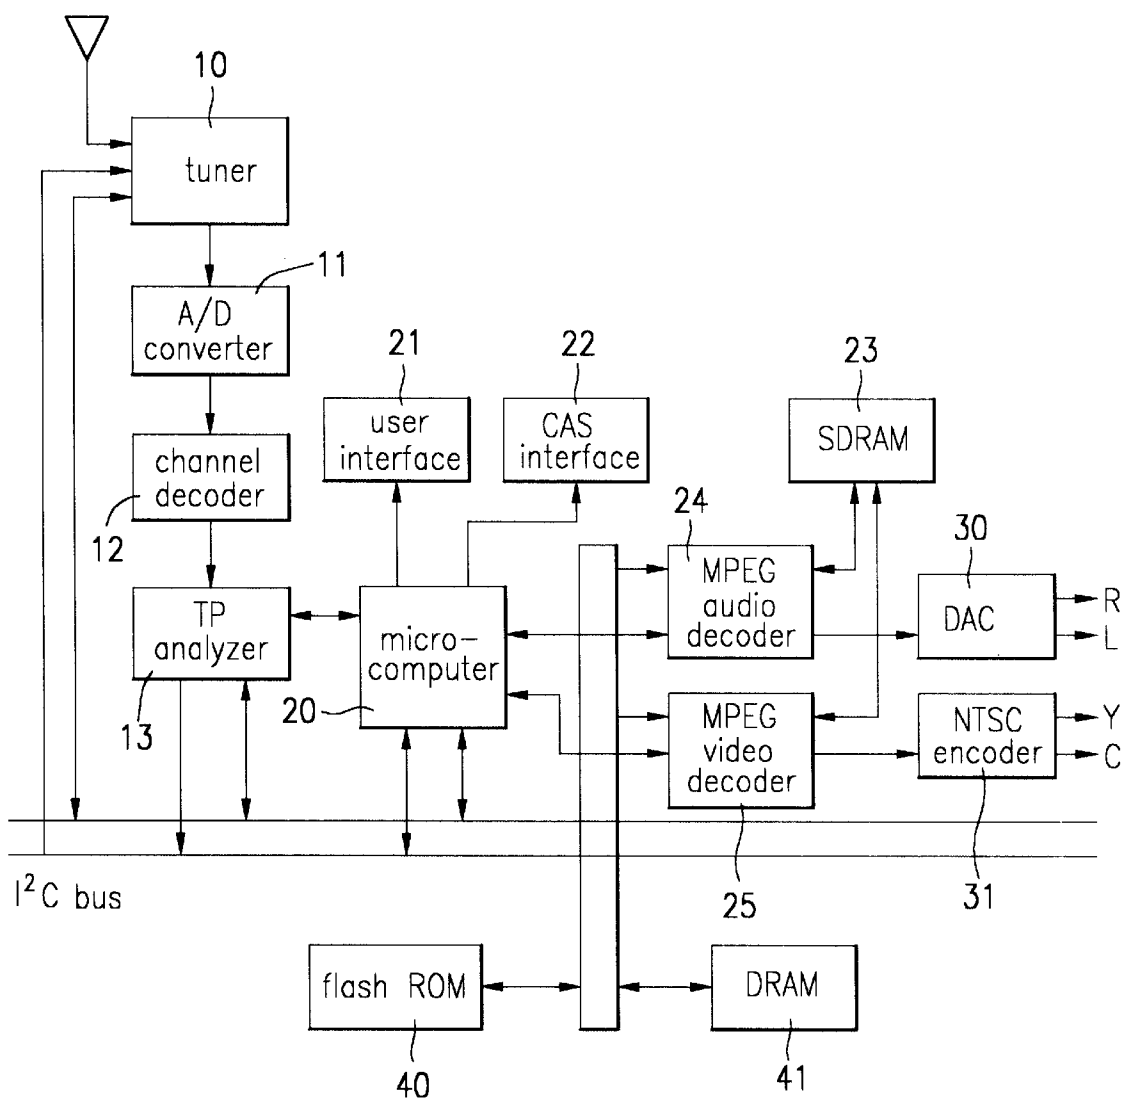 10
tuner
11
A/D
converter
21
22
23
user
interface
CAS
interface
SDRAM
channel
decoder
12
24
30
MPEG
audio
decoder
DAC
R
L
TP
analyzer
micro-
computer
13
20
MPEG
video
decoder
NTSC
encoder
Y
C
I²C bus
25
31
flash ROM
DRAM
40
41